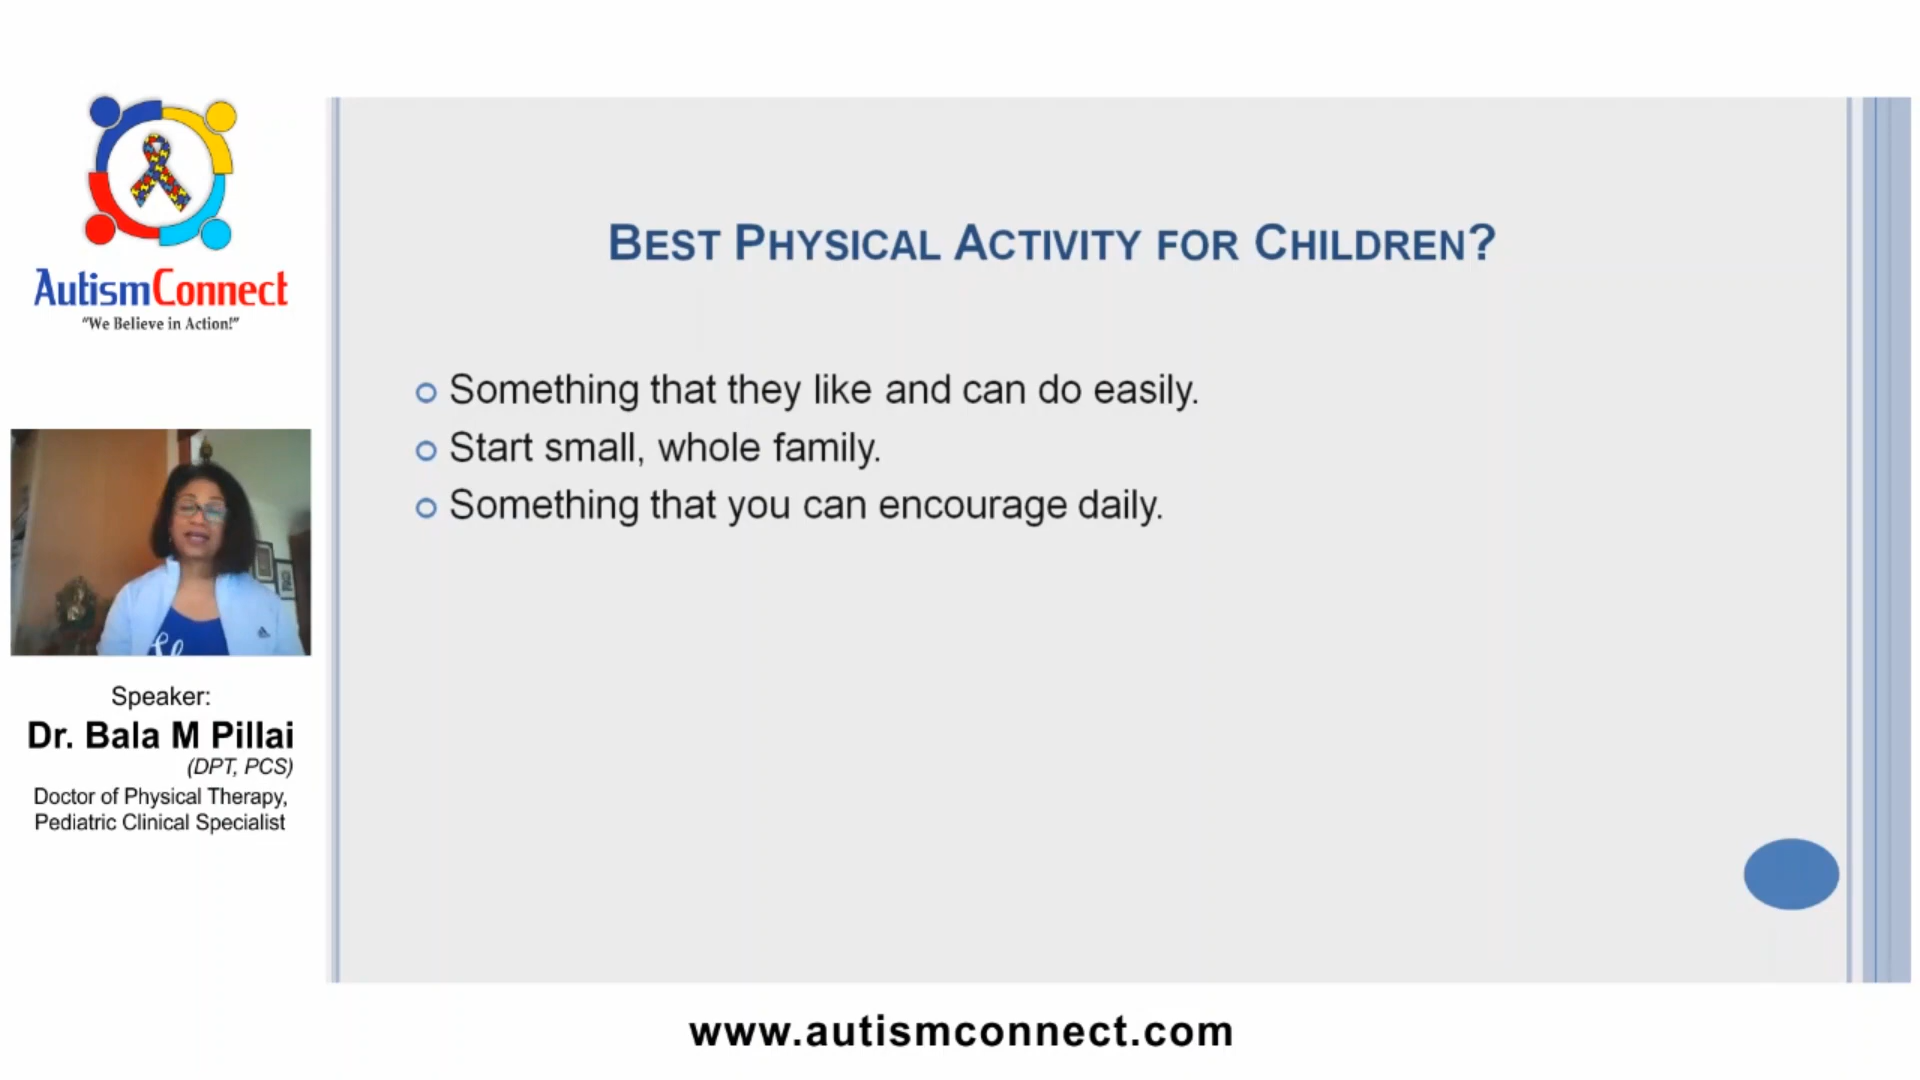 AutismConnect
"We Believe in Action!"
Speaker:
Dr. Bala M Pillai
(DPT, PCS)
Doctor of Physical Therapy,
Pediatric Clinical Specialist
BEST PHYSICAL ACTIVITY FOR CHILDREN?
Something that they like and can do easily.
Start small, whole family.
Something that you can encourage daily.
www.autismconnect.com